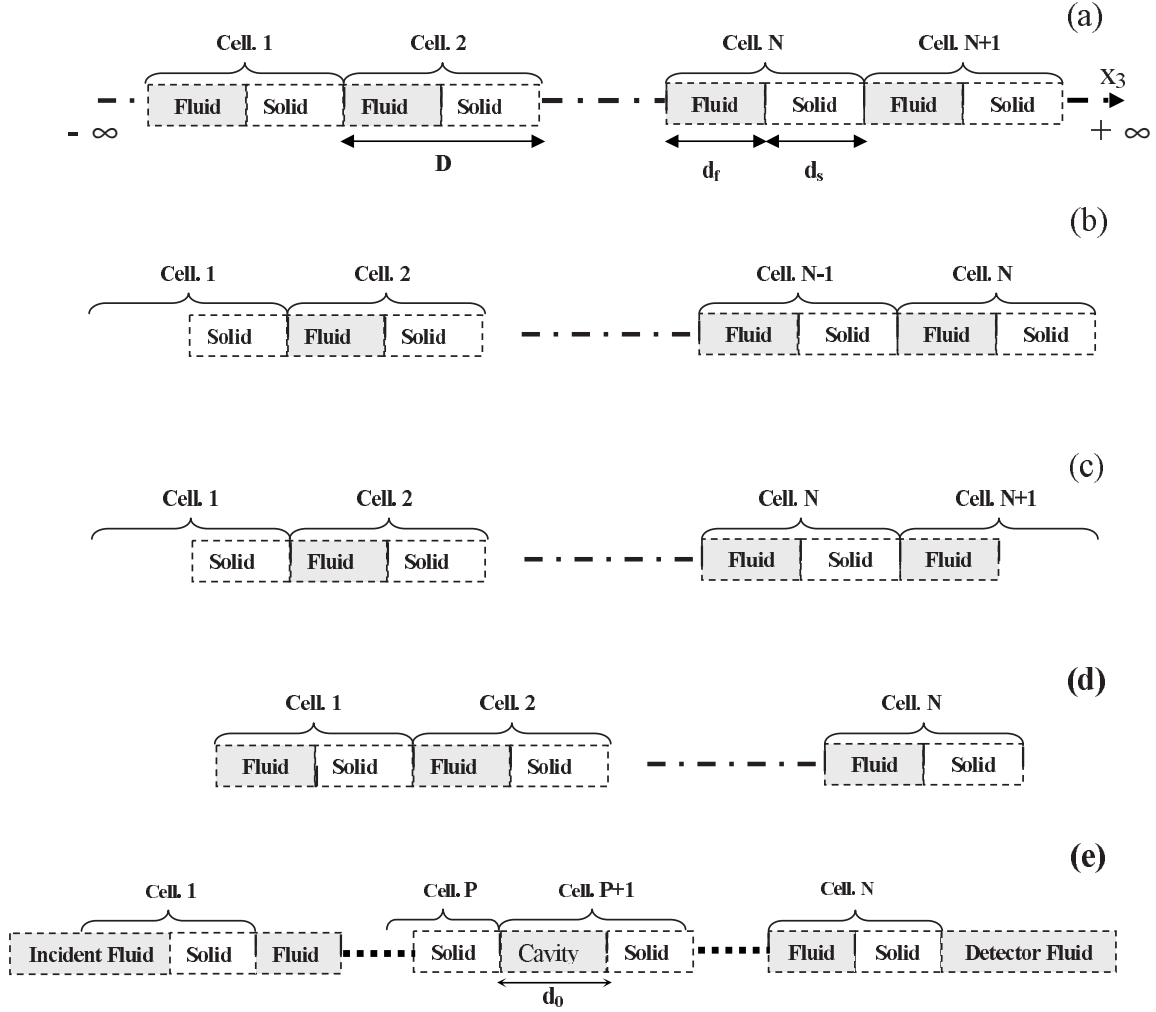 (a)
Cell. 1 Cell. 2 Cell. N Cell. N+1
Fluid Solid Fluid Solid Fluid Solid Fluid Solid X3
- ∞ + ∞
D df ds
(b)
Cell. 1 Cell. 2 Cell. N-1 Cell. N
Solid Fluid Solid Fluid Solid Fluid Solid
(c)
Cell. 1 Cell. 2 Cell. N Cell. N+1
Solid Fluid Solid Fluid Solid Fluid
(d)
Cell. 1 Cell. 2 Cell. N
Fluid Solid Fluid Solid Fluid Solid
(e)
Cell. 1 Cell. P Cell. P+1 Cell. N
Incident Fluid Solid Fluid Solid Cavity Solid Fluid Solid Detector Fluid
d0